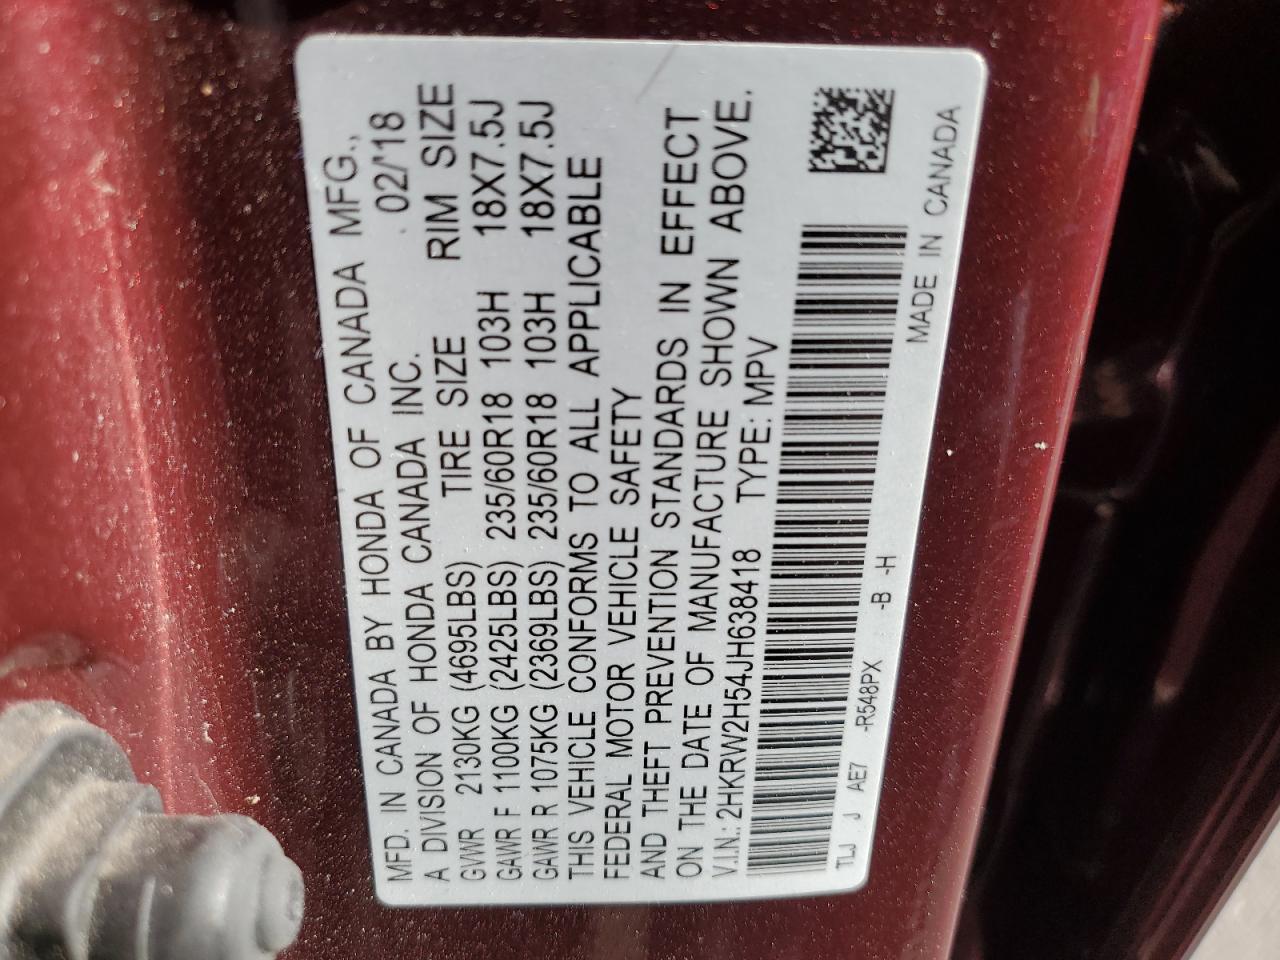 MFD. IN CANADA BY HONDA OF CANADA MFG.,
A DIVISION OF HONDA CANADA INC. 02/'18
GVWR 2130KG (4695LBS) TIRE SIZE RIM SIZE
GAWR F 1100KG (2425LBS) 235/60R18 103H 18X7.5J
GAWR R 1075KG (2369LBS) 235/60R18 103H 18X7.5J
THIS VEHICLE CONFORMS TO ALL APPLICABLE
FEDERAL MOTOR VEHICLE SAFETY
AND THEFT PREVENTION STANDARDS IN EFFECT
ON THE DATE OF MANUFACTURE SHOWN ABOVE.
V.I.N.: 2HKRW2H54JH638418 TYPE: MPV
TLJ J AE7 -R548PX -B -H
MADE IN CANADA